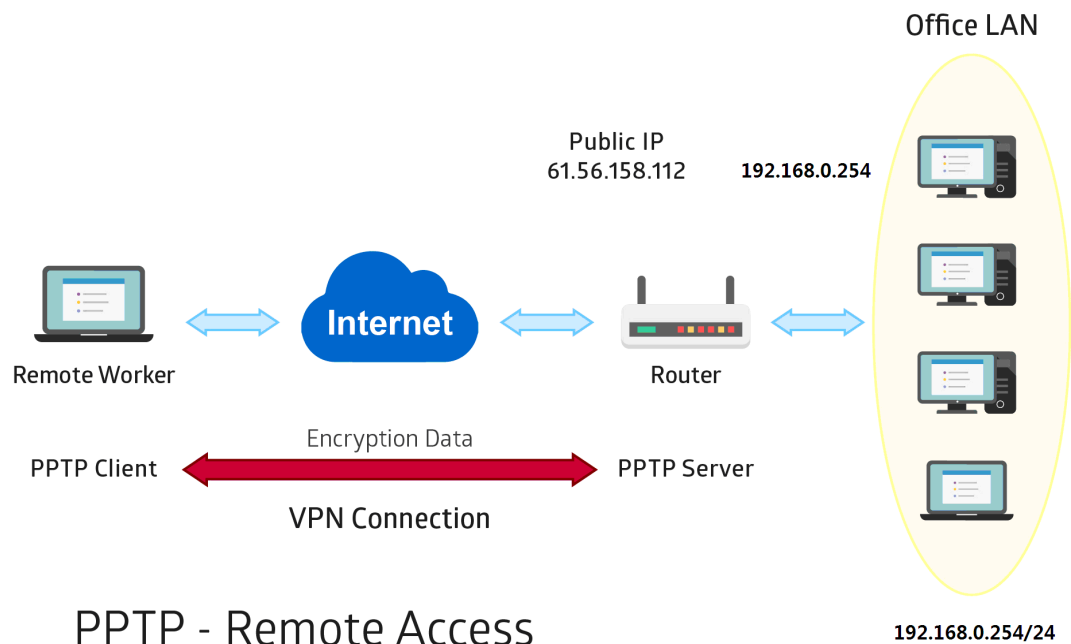 Office LAN
Public IP
61.56.158.112
192.168.0.254
Internet
Remote Worker
Router
Encryption Data
PPTP Client
PPTP Server
VPN Connection
PPTP - Remote Access
192.168.0.254/24